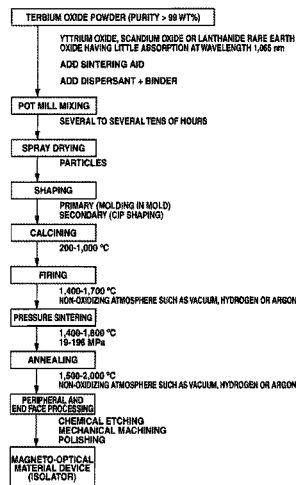 TERBIUM OXIDE POWDER (PURITY > 99 WT%)
YTTRIUM OXIDE, SCANDIUM OXIDE OR LANTHANIDE RARE EARTH
OXIDE HAVING LITTLE ABSORPTION AT WAVELENGTH 1,065 nm
ADD SINTERING AID
ADD DISPERSANT + BINDER
POT MILL MIXING
SEVERAL TO SEVERAL TENS OF HOURS
SPRAY DRYING
PARTICLES
SHAPING
PRIMARY (MOLDING IN MOLD)
SECONDARY (CIP SHAPING)
CALCINING
200-1,000 °C
FIRING
1,400-1,700 °C
NON-OXIDIZING ATMOSPHERE SUCH AS VACUUM, HYDROGEN OR ARGON
PRESSURE SINTERING
1,400-1,800 °C
19-196 MPa
ANNEALING
1,500-2,000 °C
NON-OXIDIZING ATMOSPHERE SUCH AS VACUUM, HYDROGEN OR ARGON
PERIPHERAL AND
END FACE PROCESSING
CHEMICAL ETCHING
MECHANICAL MACHINING
POLISHING
MAGNETO-OPTICAL
MATERIAL DEVICE
(ISOLATOR)